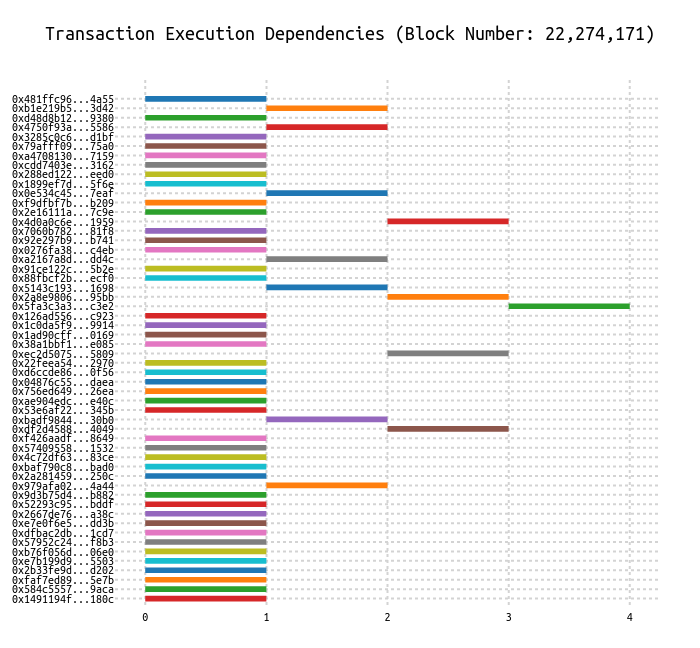 Transaction Execution Dependencies (Block Number: 22,274,171)
0x481ffc96...4a55
0xb1e219b5...3d42
0xd48d8b12...9380
0x4750f93a...5586
0x3285c0c6...d1bf
0x79afff09...75a0
0xa4708130...7159
0xcdd7403e...3162
0x288ed122...eed0
0x1899ef7d...5f6e
0x0e534c45...7eaf
0xf9dfbf7b...b209
0x2e16111a...7c9e
0x4d0a0c6e...1959
0x7060b782...81f8
0x92e297b9...b741
0x0276fa38...c4eb
0xa2167a8d...dd4c
0x91ce122c...5b2e
0x88fbcf2b...ecf0
0x5143c193...1698
0x2a8e9806...95bb
0x5fa3c3a3...c3e2
0x126ad556...c923
0x1c0da5f9...9914
0x1ad90cff...0169
0x38a1bbf1...e085
0xec2d5075...5809
0x22feea54...2970
0xd6ccde86...0f56
0x04876c55...daea
0x756ed649...26ea
0xae904edc...e40c
0x53e6af22...345b
0xbadf9844...30b0
0xdf2d4588...4049
0xf426aadf...8649
0x57409558...1532
0x4c72df63...83ce
0xbaf790c8...bad0
0x2a281459...250c
0x979afa02...4a44
0x9d3b75d4...b882
0x52293c95...bddf
0x2667de76...a38c
0xe7e0f6e5...dd3b
0xdfbac2db...1cd7
0x57952c24...f8b3
0xb76f056d...06e0
0xe7b199d9...5503
0x2b33fe9d...d202
0xfaf7ed89...5e7b
0x584c5557...9aca
0x1491194f...180c
0 1 2 3 4